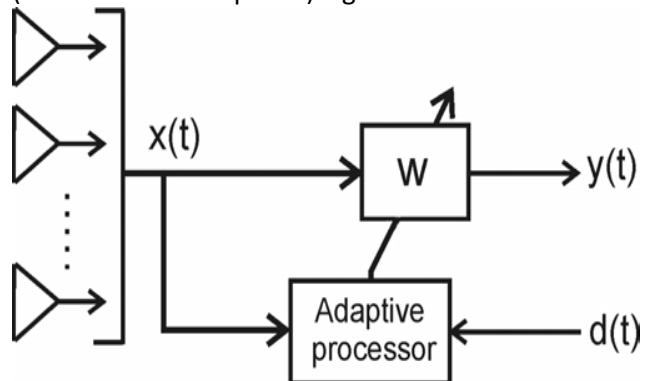 x(t)
W
y(t)
Adaptive
processor
d(t)